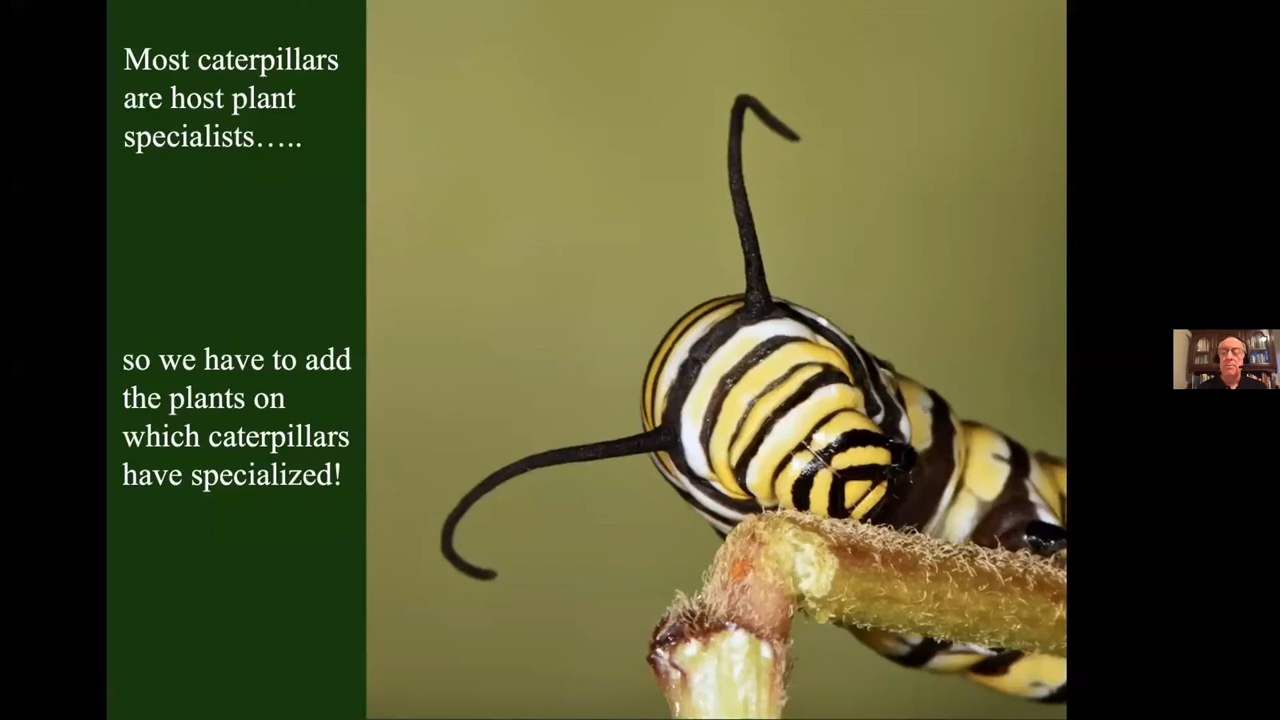 Most caterpillars
are host plant
specialists…..
so we have to add
the plants on
which caterpillars
have specialized!